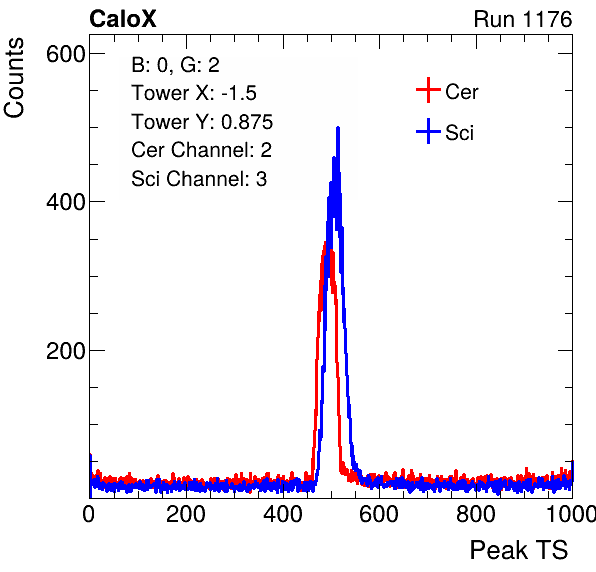 CaloX Run 1176
Counts
600
400
200
B: 0, G: 2
Tower X: -1.5
Tower Y: 0.875
Cer Channel: 2
Sci Channel: 3
Cer
Sci
0 200 400 600 800 1000
Peak TS